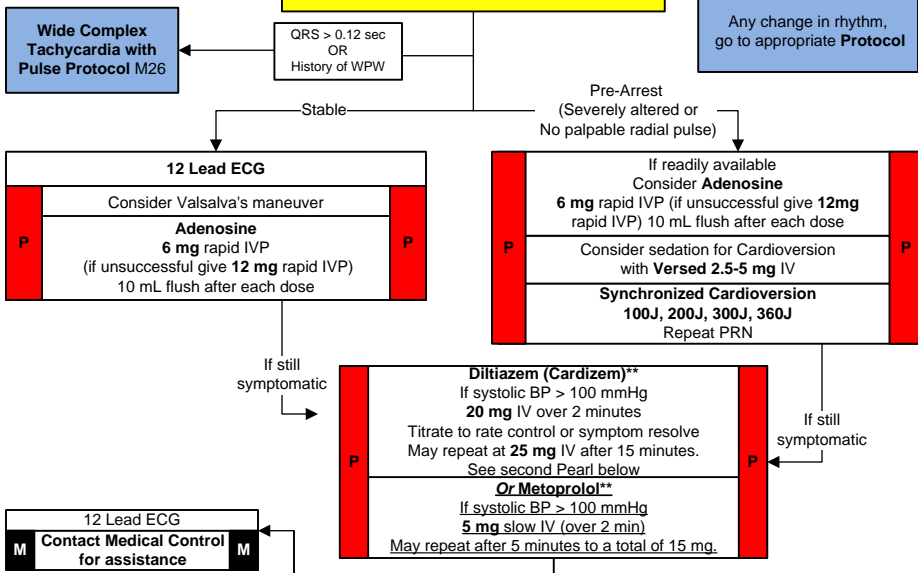 Wide Complex
Tachycardia with
Pulse Protocol M26
QRS > 0.12 sec
OR
History of WPW
Any change in rhythm,
go to appropriate Protocol
Stable
Pre-Arrest
(Severely altered or
No palpable radial pulse)
12 Lead ECG
P
Consider Valsalva's maneuver
Adenosine
6 mg rapid IVP
(if unsuccessful give 12 mg rapid IVP)
10 mL flush after each dose
P
P
If readily available
Consider Adenosine
6 mg rapid IVP (if unsuccessful give 12mg
rapid IVP) 10 mL flush after each dose
Consider sedation for Cardioversion
with Versed 2.5-5 mg IV
Synchronized Cardioversion
100J, 200J, 300J, 360J
Repeat PRN
P
If still
symptomatic
If still
symptomatic
P
Diltiazem (Cardizem)**
If systolic BP > 100 mmHg
20 mg IV over 2 minutes
Titrate to rate control or symptom resolve
May repeat at 25 mg IV after 15 minutes.
See second Pearl below
Or Metoprolol**
If systolic BP > 100 mmHg
5 mg slow IV (over 2 min)
May repeat after 5 minutes to a total of 15 mg.
P
12 Lead ECG
M
Contact Medical Control
for assistance
M